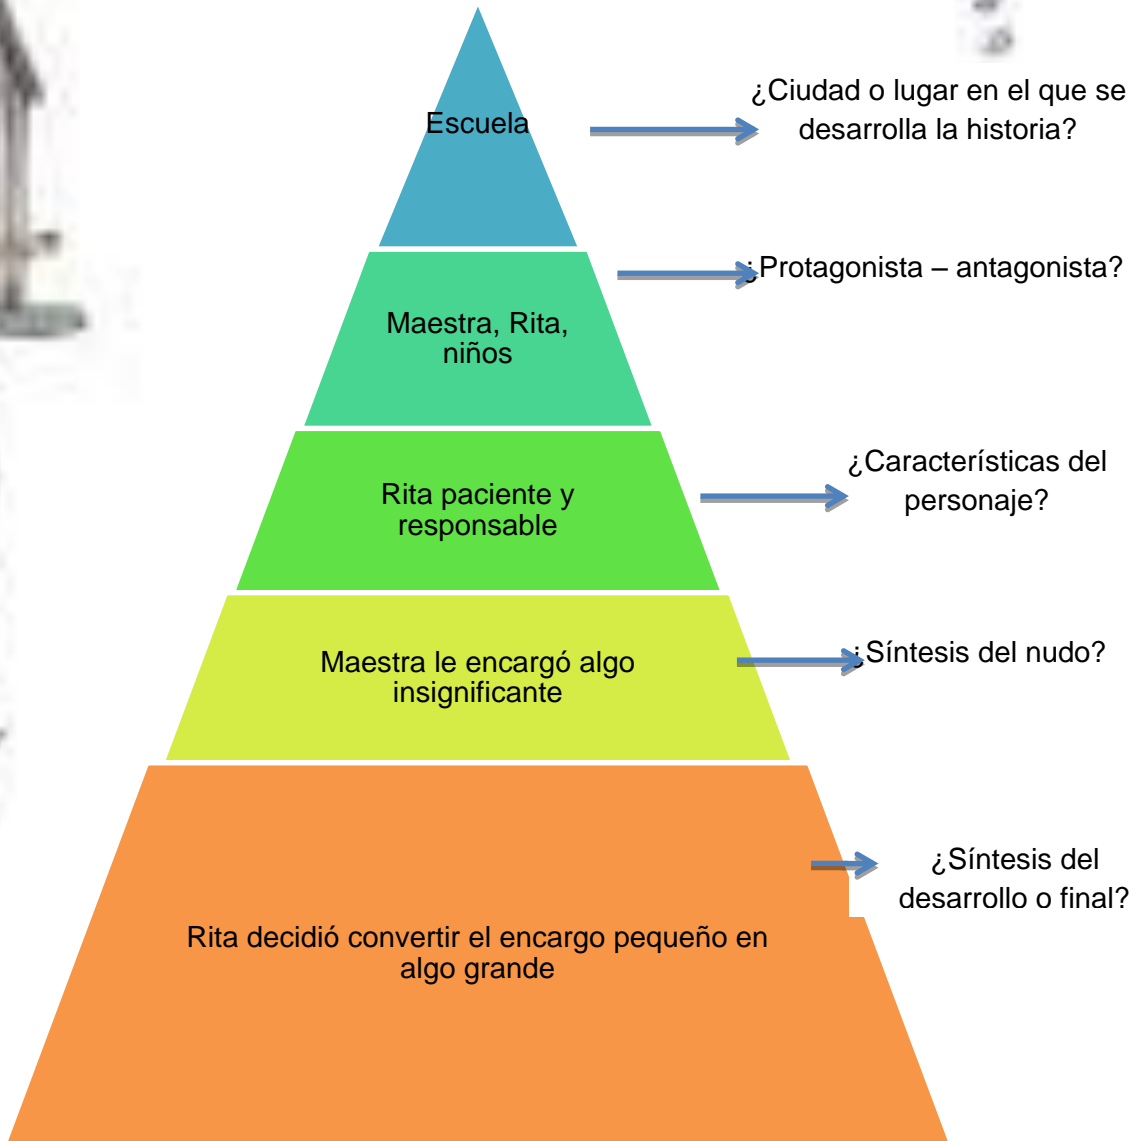 Escuela
¿Ciudad o lugar en el que se
desarrolla la historia?
Maestra, Rita,
niños
¿Protagonista – antagonista?
Rita paciente y
responsable
¿Características del
personaje?
Maestra le encargó algo
insignificante
¿Síntesis del nudo?
Rita decidió convertir el encargo pequeño en
algo grande
¿Síntesis del
desarrollo o final?